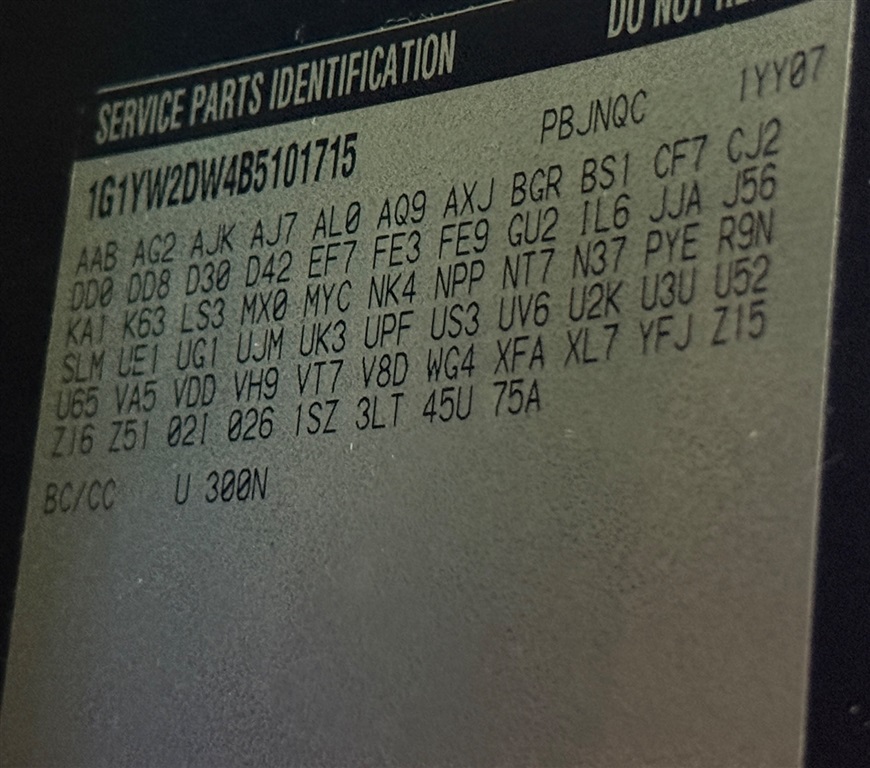 DO NOT
SERVICE PARTS IDENTIFICATION
1G1YW2DW4B5101715 PBJNQC 1YY07
AAB AG2 AJK AJ7 AL0 AQ9 AXJ BGR BS1 CF7 CJ2
DD0 DD8 D30 D42 EF7 FE3 FE9 GU2 IL6 JJA J56
KA1 K63 LS3 MX0 MYC NK4 NPP NT7 N37 PYE R9N
SLM UE1 UG1 UJM UK3 UPF US3 UV6 U2K U3U U52
U65 VA5 VDD VH9 VT7 V8D WG4 XFA XL7 YFJ Z15
Z16 Z51 02I 026 1SZ 3LT 45U 75A
BC/CC U 300N